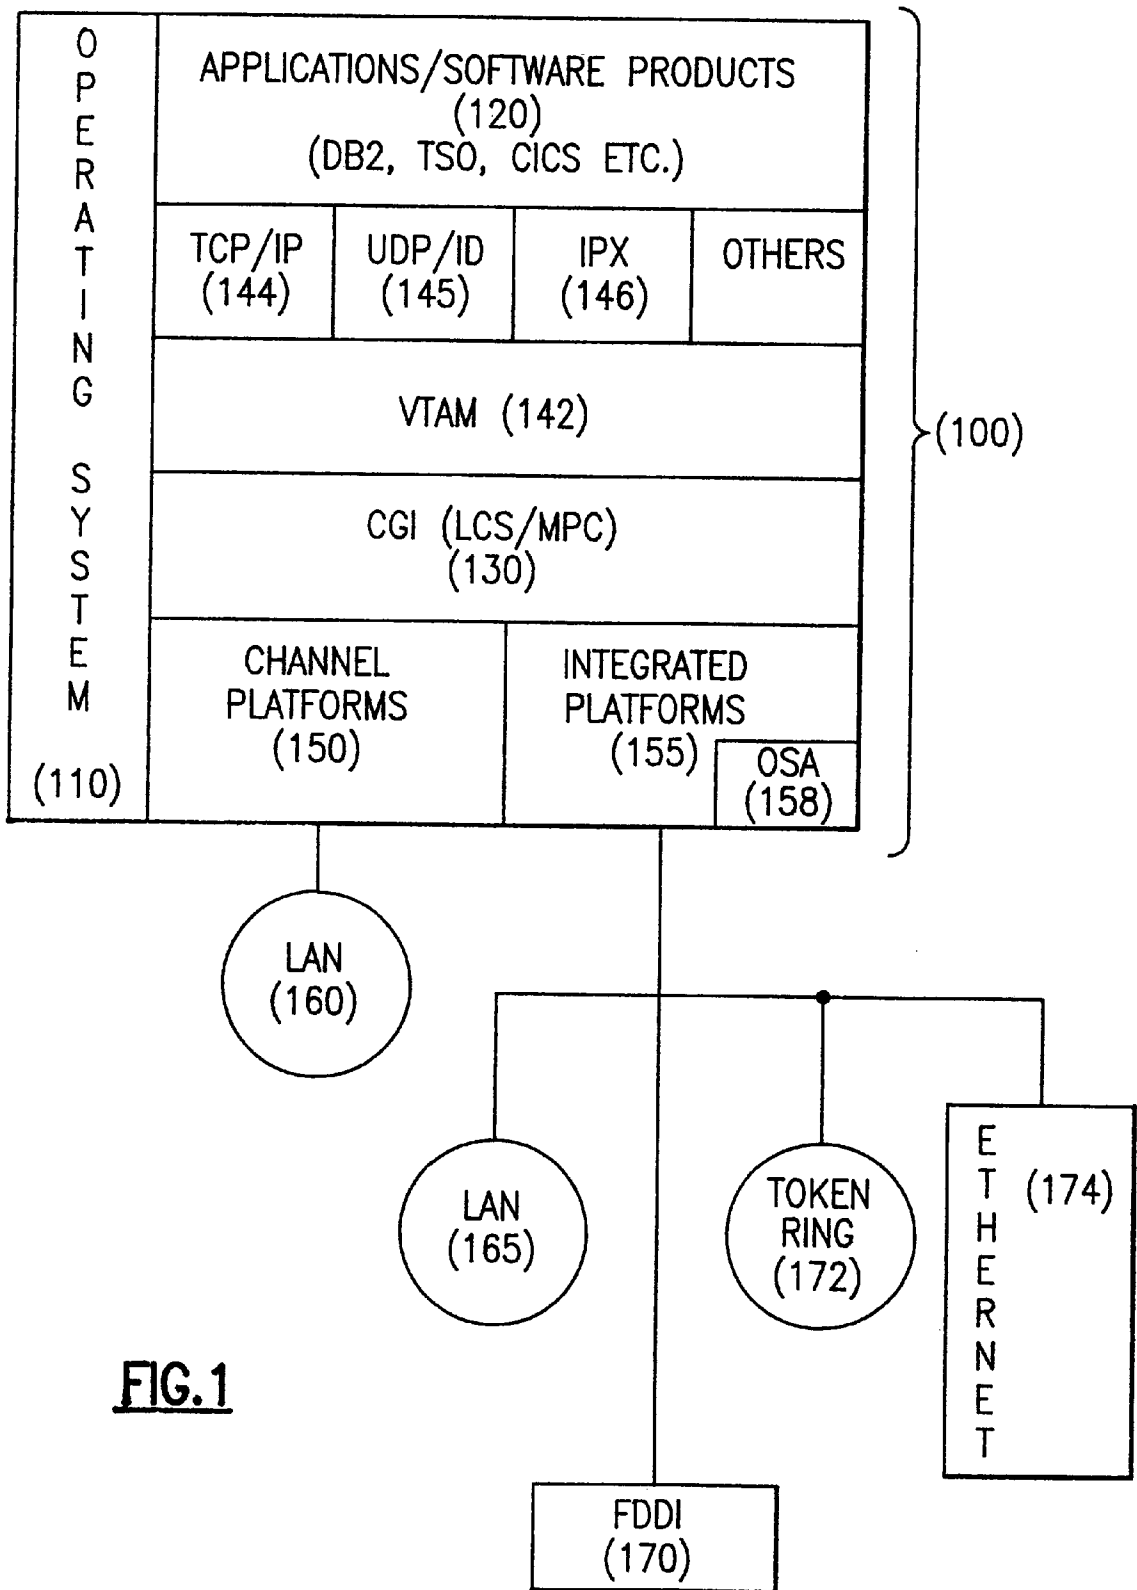 OPERATING SYSTEM
(110)
APPLICATIONS/SOFTWARE PRODUCTS
(120)
(DB2, TSO, CICS ETC.)
TCP/IP
(144)
UDP/ID
(145)
IPX
(146)
OTHERS
VTAM (142)
CGI (LCS/MPC)
(130)
CHANNEL
PLATFORMS
(150)
INTEGRATED
PLATFORMS
(155)
OSA
(158)
(100)
LAN
(160)
LAN
(165)
TOKEN
RING
(172)
ETHERNET
(174)
FDDI
(170)
FIG.1